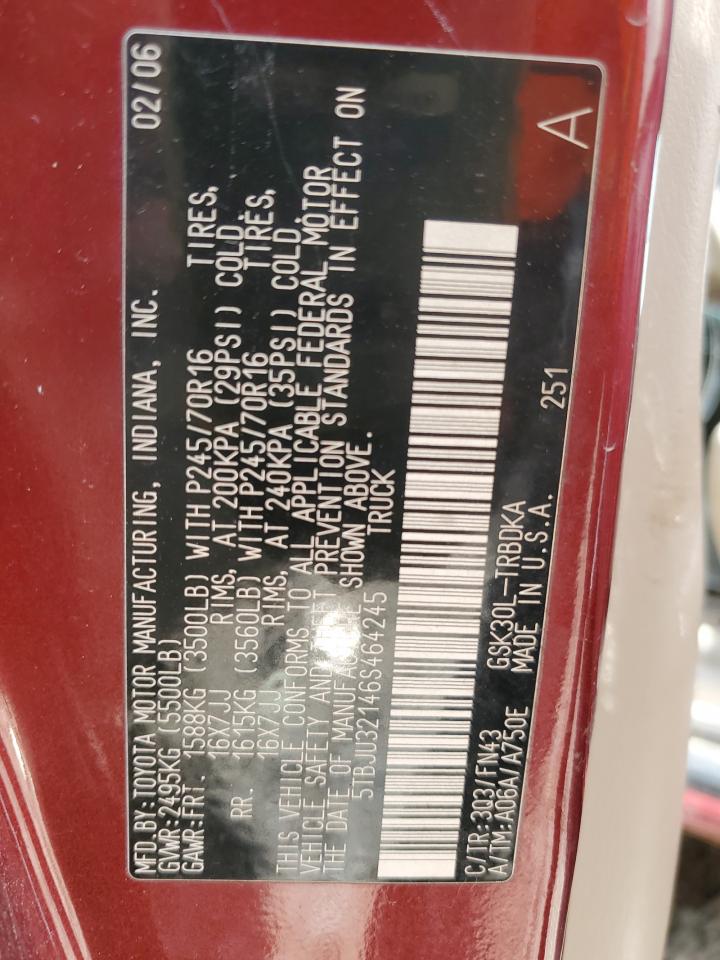 MFD.BY:TOYOTA MOTOR MANUFACTURING, INDIANA, INC. 02/06
GVWR:2495KG (5500LB)
GAWR:FRT. 1588KG (3500LB) WITH P245/70R16 TIRES,
16X7JJ RIMS, AT 200KPA (29PSI) COLD.
RR. 1615KG (3560LB) WITH P245/70R16 TIRES,
16X7JJ RIMS, AT 240KPA (35PSI) COLD.
THIS VEHICLE CONFORMS TO ALL APPLICABLE FEDERAL MOTOR
VEHICLE SAFETY AND THEFT PREVENTION STANDARDS IN EFFECT ON
THE DATE OF MANUFACTURE SHOWN ABOVE.
5TBJU32146S464245 TRUCK
C/TR:3Q3/FN43 GSK30L-TRBDKA 251
A/TM:A06A/A750E MADE IN U.S.A.
A